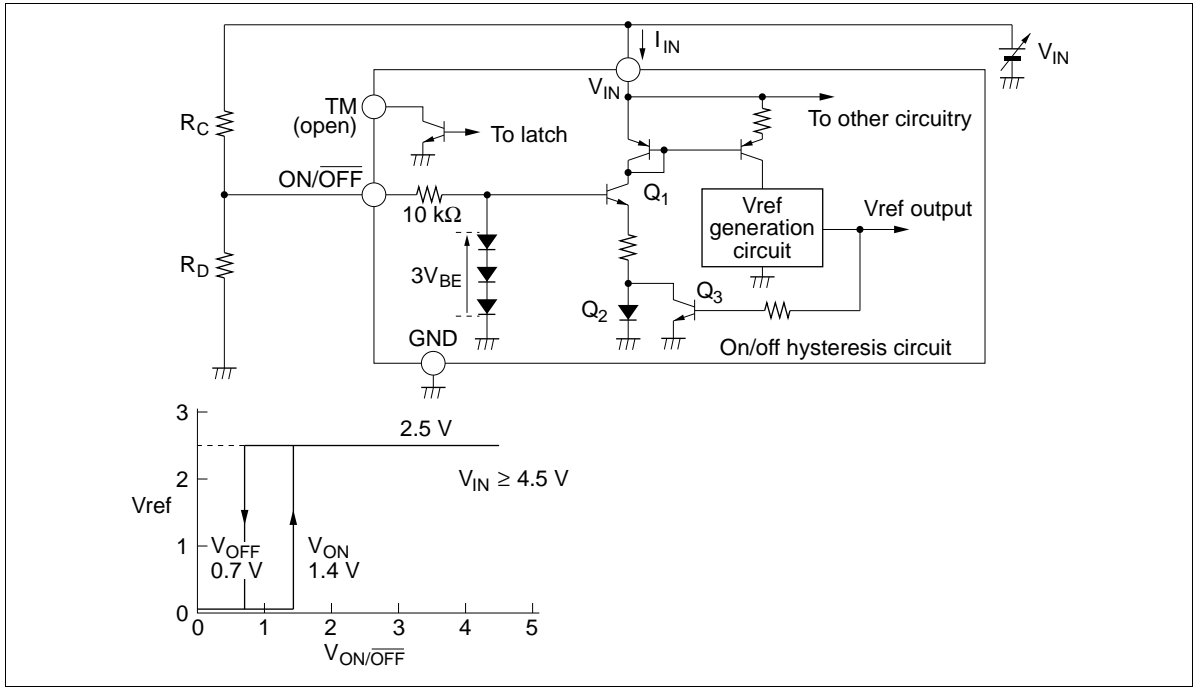 I_IN
V_IN
V_IN
TM
(open)
To latch
To other circuitry
R_C
ON/O̅F̅F̅
10 kΩ
Q_1
Vref
generation
circuit
Vref output
R_D
3V_BE
Q_2
Q_3
GND
On/off hysteresis circuit
3
2.5 V
2
V_IN ≥ 4.5 V
Vref
1
V_OFF
0.7 V
V_ON
1.4 V
0
0 1 2 3 4 5
V_ON/O̅F̅F̅